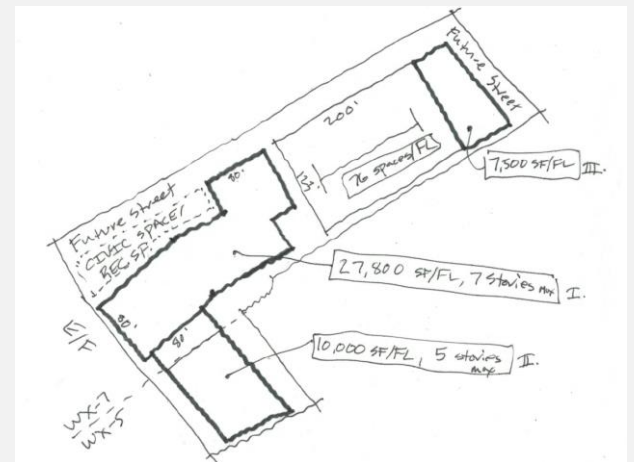 Future Street
200'
123'
76 spaces/FL
7,500 SF/FL III.
80'
Future Street
CIVIC SPACE/
REC SP.
27,800 SF/FL, 7 stories max I.
E/F
80'
80'
10,000 SF/FL, 5 stories
max II.
WX-7
WX-5